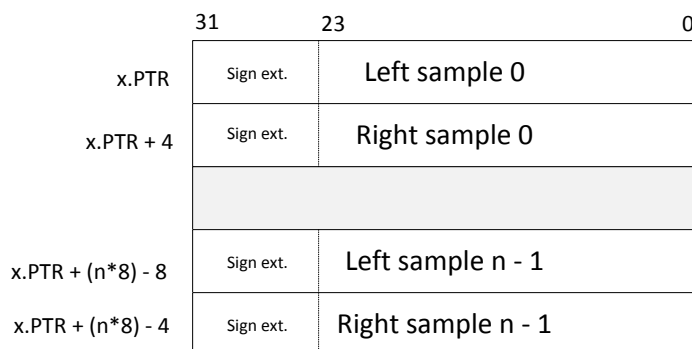 31 23 0
x.PTR Sign ext. Left sample 0
x.PTR + 4 Sign ext. Right sample 0
x.PTR + (n*8) - 8 Sign ext. Left sample n - 1
x.PTR + (n*8) - 4 Sign ext. Right sample n - 1